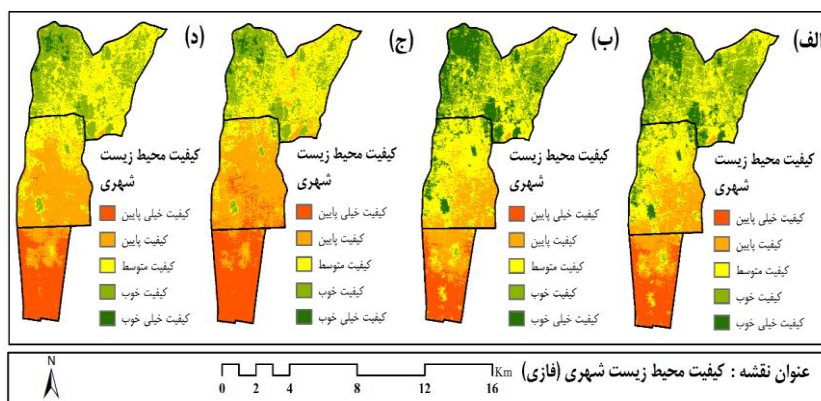 الف)
کیفیت محیط زیست
شهری
کیفیت خیلی پایین
کیفیت پایین
کیفیت متوسط
کیفیت خوب
کیفیت خیلی خوب
ب)
کیفیت محیط زیست
شهری
کیفیت خیلی پایین
کیفیت پایین
کیفیت متوسط
کیفیت خوب
کیفیت خیلی خوب
ج)
کیفیت محیط زیست
شهری
کیفیت خیلی پایین
کیفیت پایین
کیفیت متوسط
کیفیت خوب
کیفیت خیلی خوب
د)
کیفیت محیط زیست
شهری
کیفیت خیلی پایین
کیفیت پایین
کیفیت متوسط
کیفیت خوب
کیفیت خیلی خوب
عنوان نقشه : کیفیت محیط زیست شهری (فازی)
Km
0 2 4 8 12 16
N